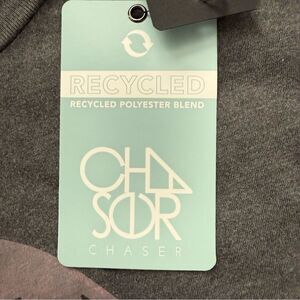 RECYCLED
RECYCLED POLYESTER BLEND
CHA
SER
CHASER